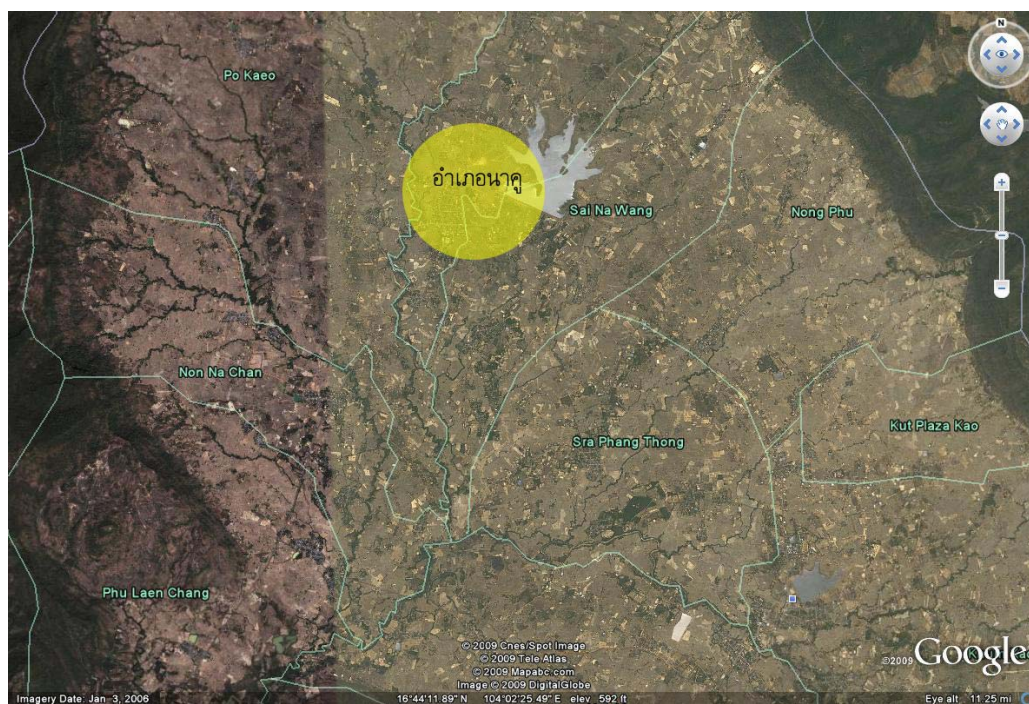 N
Po Kaeo
อำเภอนาคู
Sai Na Wang
Nong Phu
Non Na Chan
Kut Plaza Kao
Sra Phang Thong
Phu Laen Chang
© 2009 Cnes/Spot Image
© 2009 Tele Atlas
© 2009 Mapabc.com
Image © 2009 DigitalGlobe
©2009 Google
Imagery Date: Jan 3, 2006
16°44'11.89" N 104°02'25.49" E elev 592 ft
Eye alt 11.25 mi